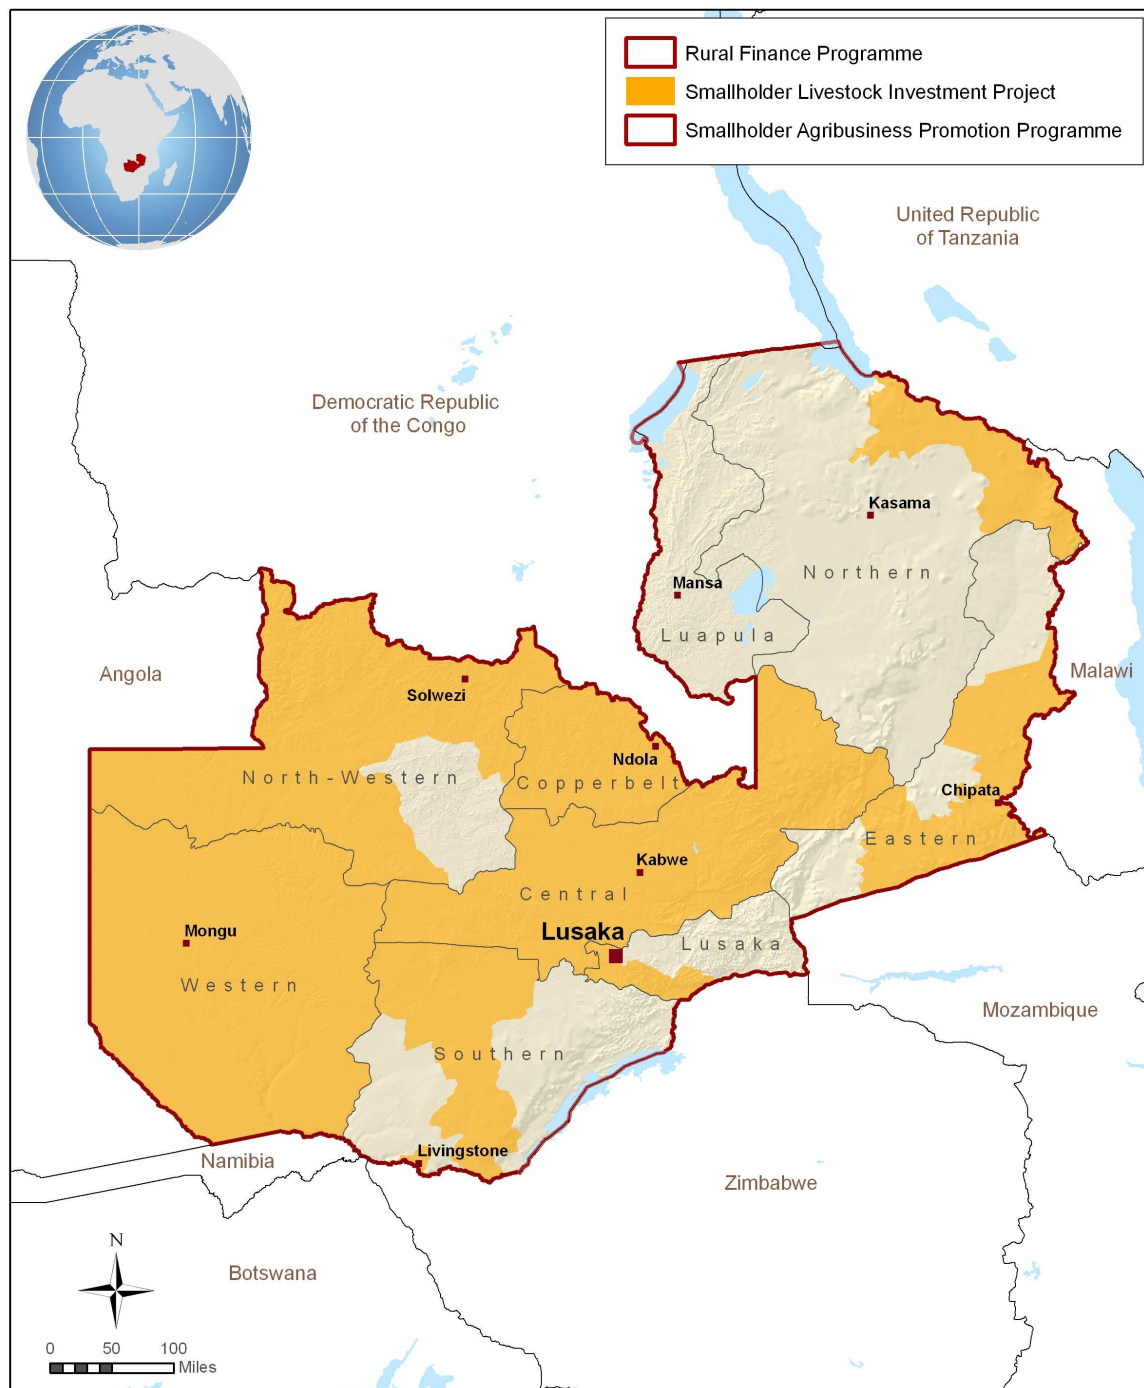 Rural Finance Programme
Smallholder Livestock Investment Project
Smallholder Agribusiness Promotion Programme
United Republic
of Tanzania
Democratic Republic
of the Congo
Kasama
Northern
Mansa
Luapula
Malawi
Angola
Solwezi
Ndola
North-Western
Copperbelt
Chipata
Eastern
Kabwe
Central
Mongu
Lusaka
Lusaka
Western
Mozambique
Southern
Livingstone
Namibia
Zimbabwe
N
Botswana
0 50 100
Miles